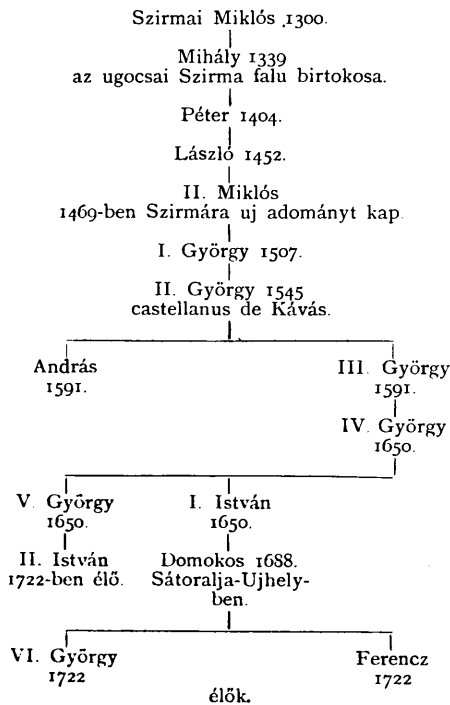 Szirmai Miklós 1300.
Mihály 1339
az ugocsai Szirma falu birtokosa.
Péter 1404.
László 1452.
II. Miklós
1469-ben Szirmára uj adományt kap.
I. György 1507.
II. György 1545
castellanus de Kávás.
András III. György
1591. 1591.
IV. György
1650.
V. György I. István
1650. 1650.
II. István Domokos 1688.
1722-ben élő. Sátoralja-Ujhely-
ben.
VI. György Ferencz
1722 1722
élők.